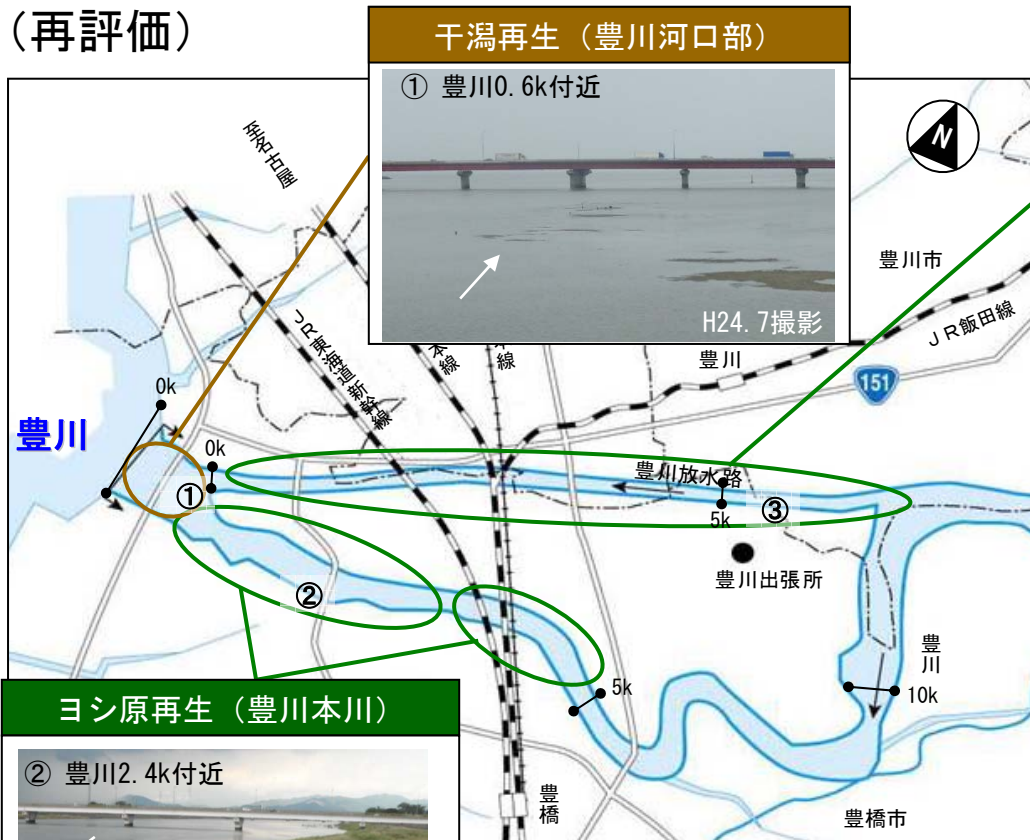 （再評価）
干潟再生（豊川河口部）
① 豊川0.6k付近
H24.7撮影
N
至名古屋
豊川市
JR飯田線
豊川
151
JR東海道新幹線
本線
線
0k
豊川
0k
①
豊川放水路
5k
③
豊川出張所
②
豊川
5k
10k
ヨシ原再生（豊川本川）
② 豊川2.4k付近
豊橋
豊橋市